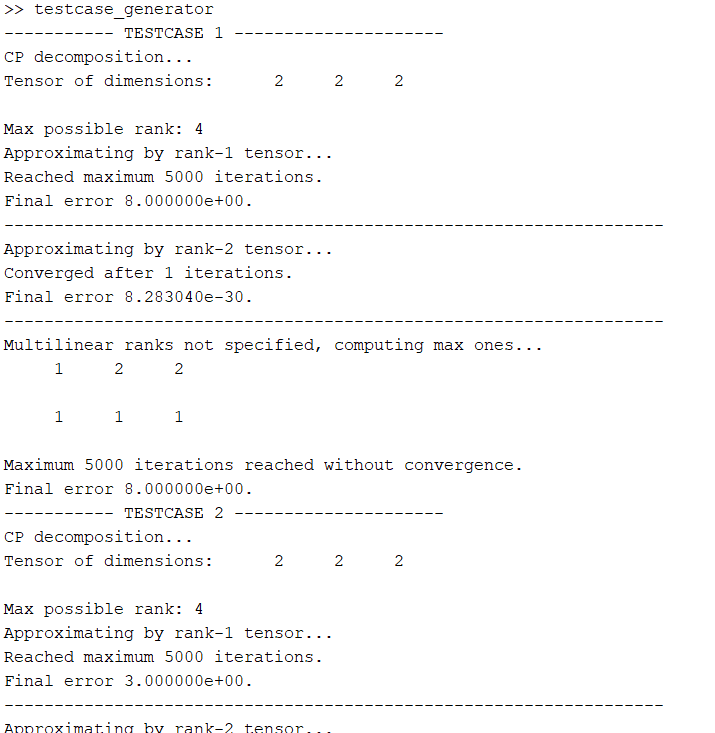 >> testcase_generator
----------- TESTCASE 1 ---------------------
CP decomposition...
Tensor of dimensions:      2     2     2
Max possible rank: 4
Approximating by rank-1 tensor...
Reached maximum 5000 iterations.
Final error 8.000000e+00.
------------------------------------------------------------------
Approximating by rank-2 tensor...
Converged after 1 iterations.
Final error 8.283040e-30.
------------------------------------------------------------------
Multilinear ranks not specified, computing max ones...
     1     2     2
     1     1     1
Maximum 5000 iterations reached without convergence.
Final error 8.000000e+00.
----------- TESTCASE 2 ---------------------
CP decomposition...
Tensor of dimensions:      2     2     2
Max possible rank: 4
Approximating by rank-1 tensor...
Reached maximum 5000 iterations.
Final error 3.000000e+00.
------------------------------------------------------------------
Approximating by rank-2 tensor...